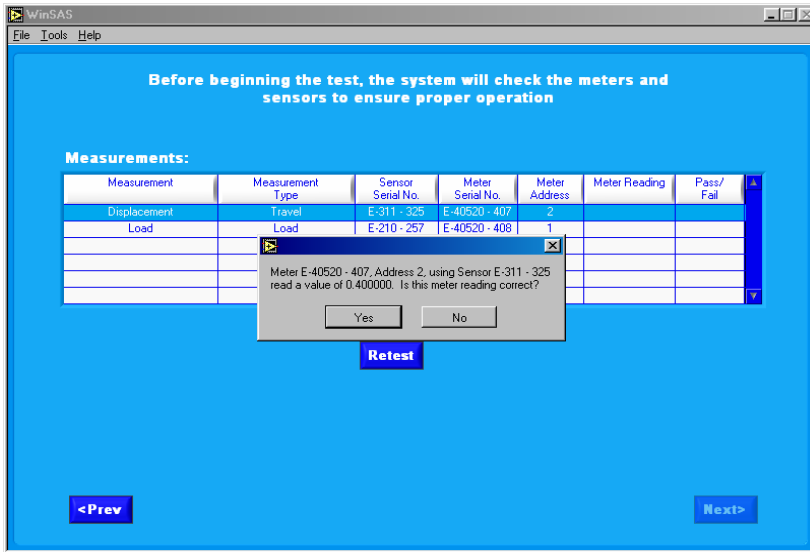 WinSAS
File Tools Help
Before beginning the test, the system will check the meters and
sensors to ensure proper operation
Measurements:
Measurement Measurement Type Sensor Serial No. Meter Serial No. Meter Address Meter Reading Pass/ Fail
Displacement Travel E-311 - 325 E-40520 - 407 2
Load Load E-210 - 257 E-40520 - 408 1
Meter E-40520 - 407, Address 2, using Sensor E-311 - 325
read a value of 0.400000. Is this meter reading correct?
Yes No
Retest
<Prev Next>